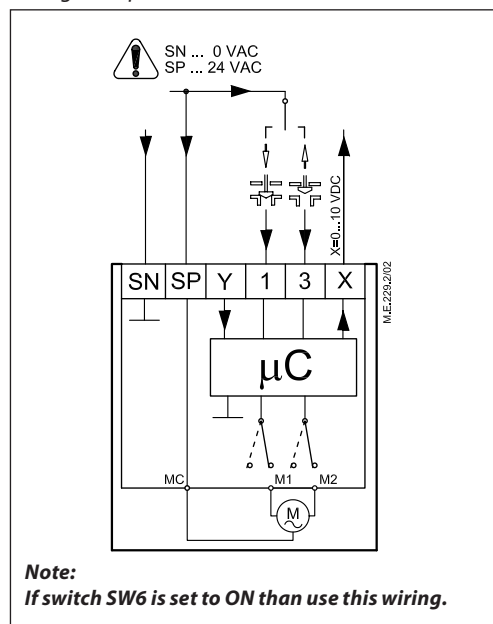 SN ... 0 VAC
SP ... 24 VAC
X=0...10 VDC
SN SP Y 1 3 X
M.E.229.2/02
µC
MC M1 M2
M
Note:
If switch SW6 is set to ON than use this wiring.